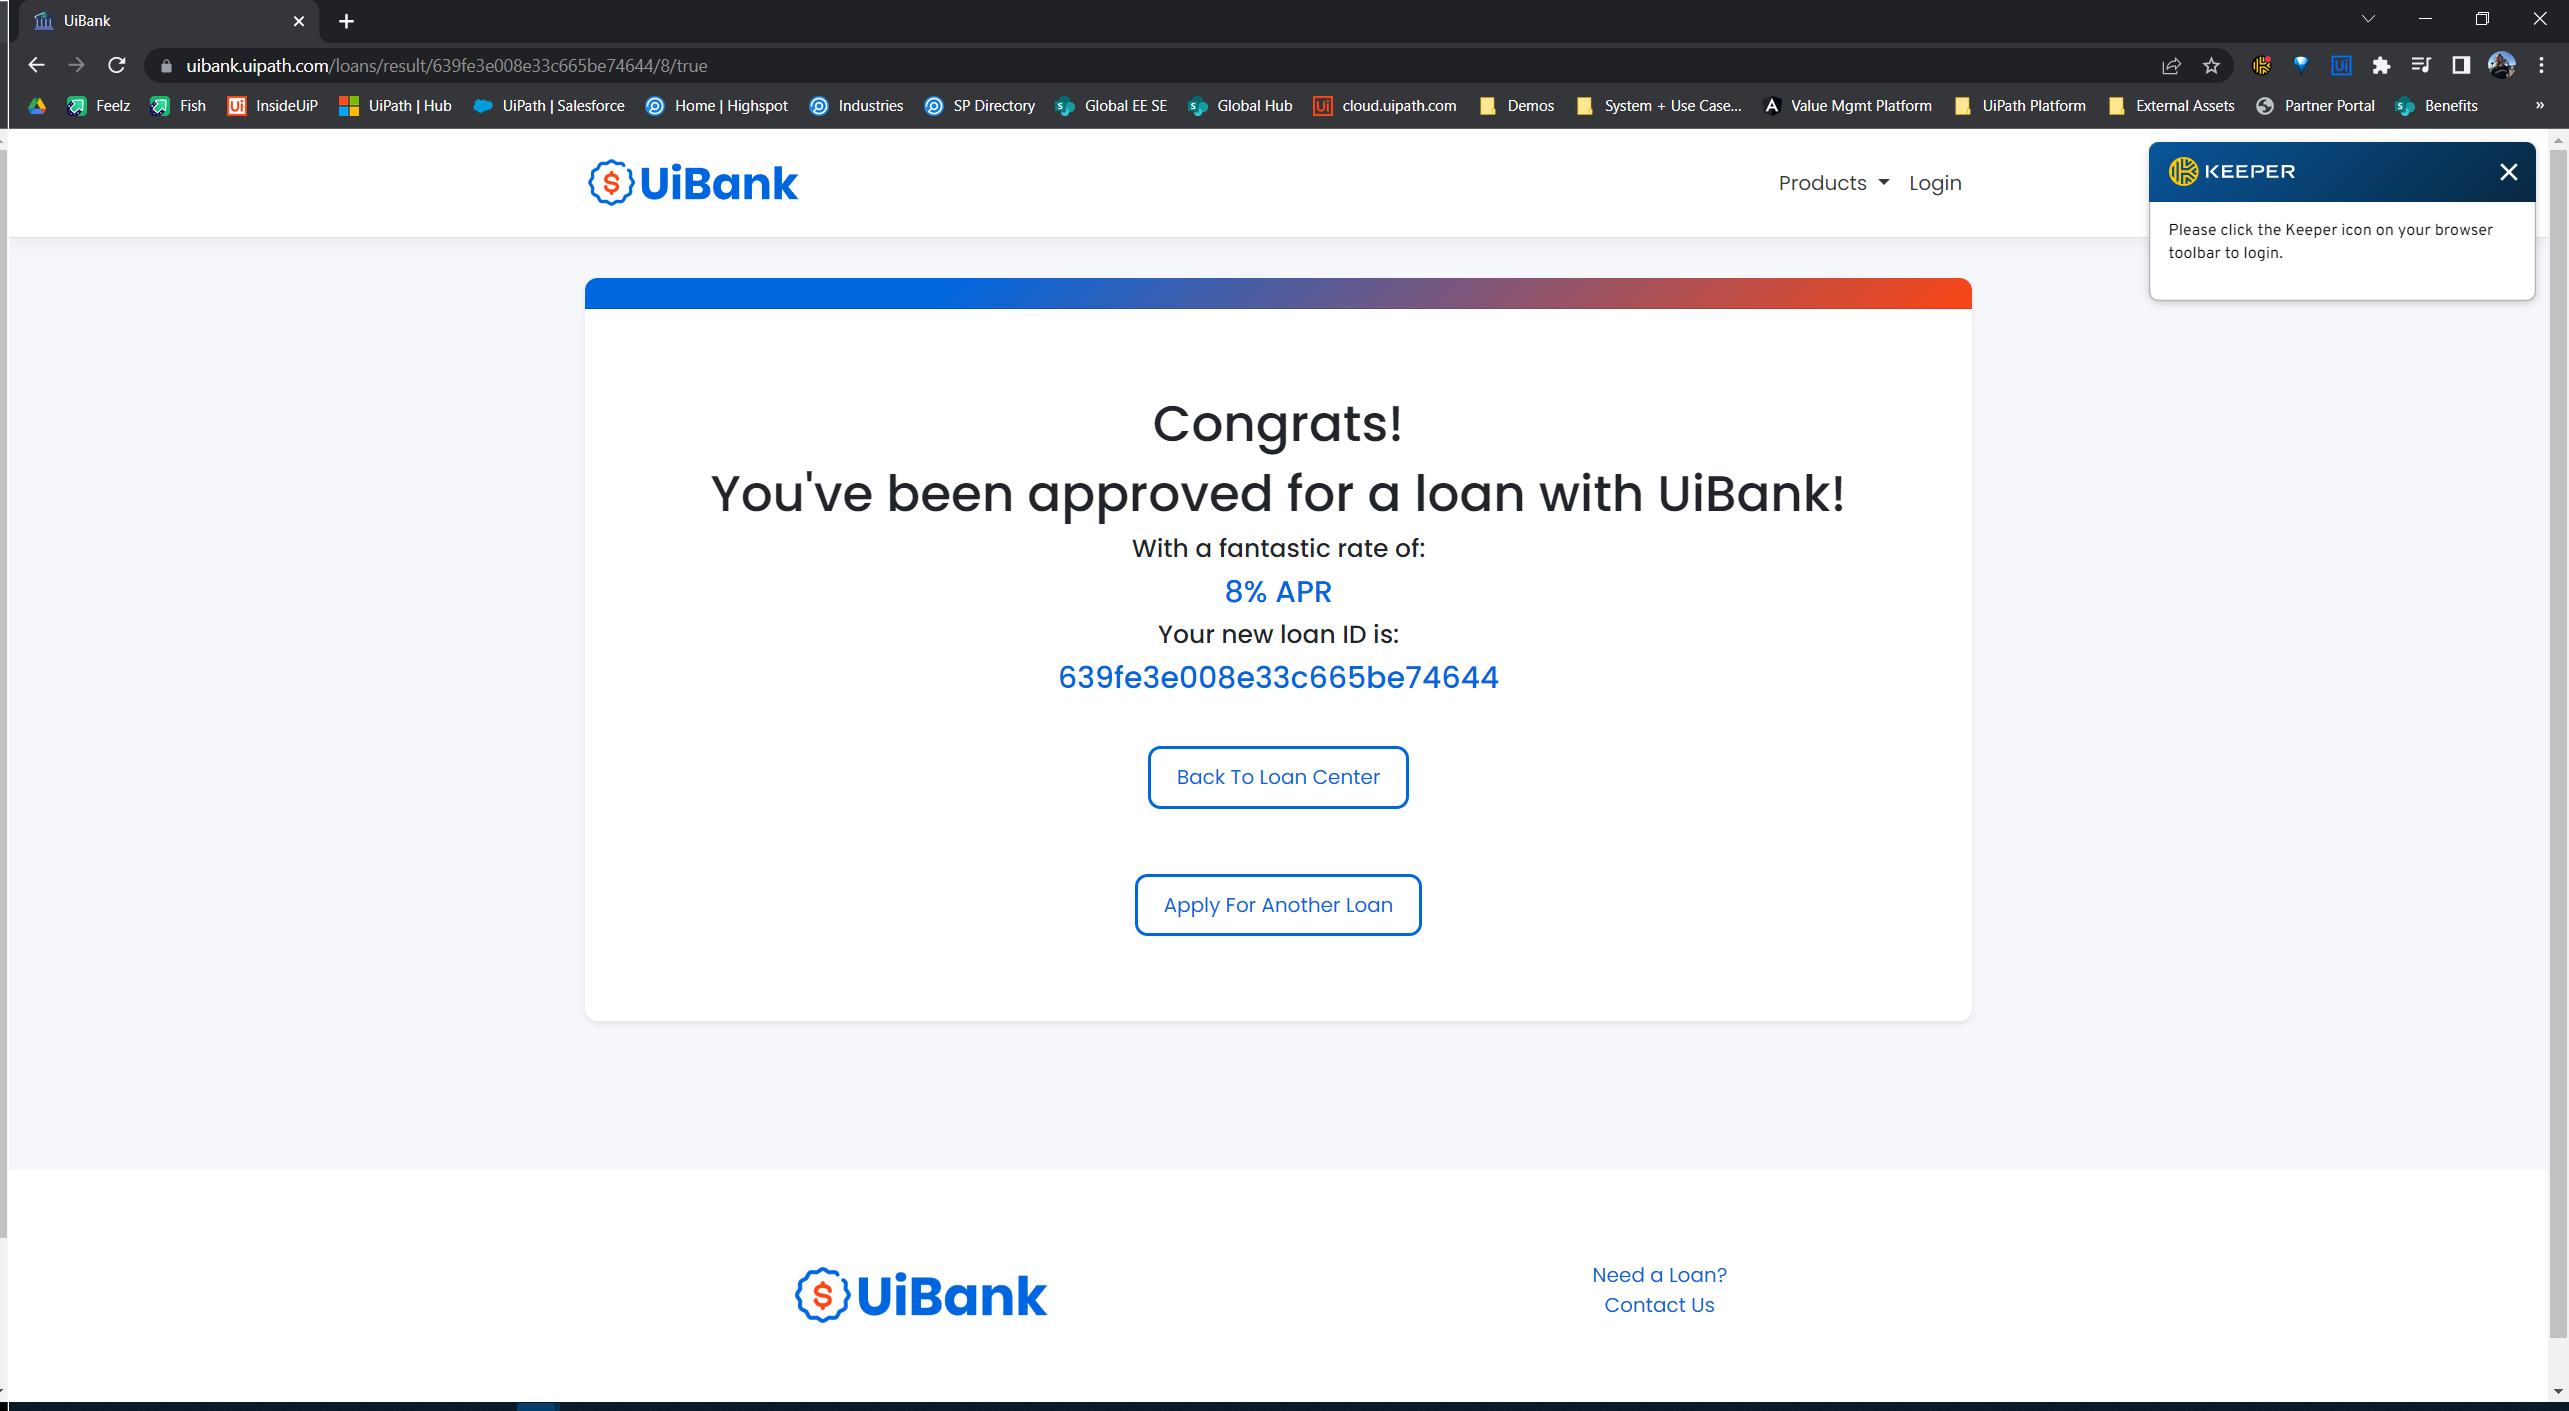 UiBank
uibank.uipath.com/loans/result/639fe3e008e33c665be74644/8/true
Feelz Fish InsideUiP UiPath | Hub UiPath | Salesforce Home | Highspot Industries SP Directory Global EE SE Global Hub cloud.uipath.com Demos System + Use Case... Value Mgmt Platform UiPath Platform External Assets Partner Portal Benefits »
UiBank
Products Login
KEEPER
Please click the Keeper icon on your browser
toolbar to login.
Congrats!
You've been approved for a loan with UiBank!
With a fantastic rate of:
8% APR
Your new loan ID is:
639fe3e008e33c665be74644
Back To Loan Center
Apply For Another Loan
UiBank
Need a Loan?
Contact Us